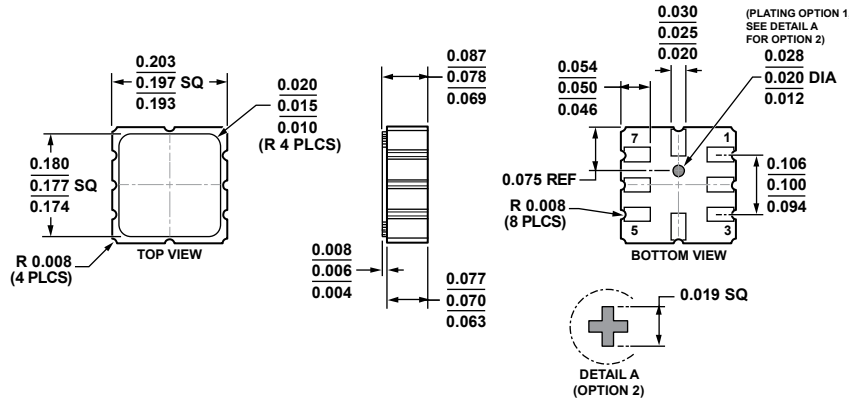 0.203
0.197 SQ
0.193
0.020
0.015
0.010
(R 4 PLCS)
0.180
0.177 SQ
0.174
R 0.008
(4 PLCS)
TOP VIEW
0.087
0.078
0.069
0.008
0.006
0.004
0.077
0.070
0.063
0.030
0.025
0.020
(PLATING OPTION 1,
SEE DETAIL A
FOR OPTION 2)
0.054
0.050
0.046
0.028
0.020 DIA
0.012
7
1
0.075 REF
0.106
0.100
0.094
R 0.008
(8 PLCS)
5
3
BOTTOM VIEW
0.019 SQ
DETAIL A
(OPTION 2)